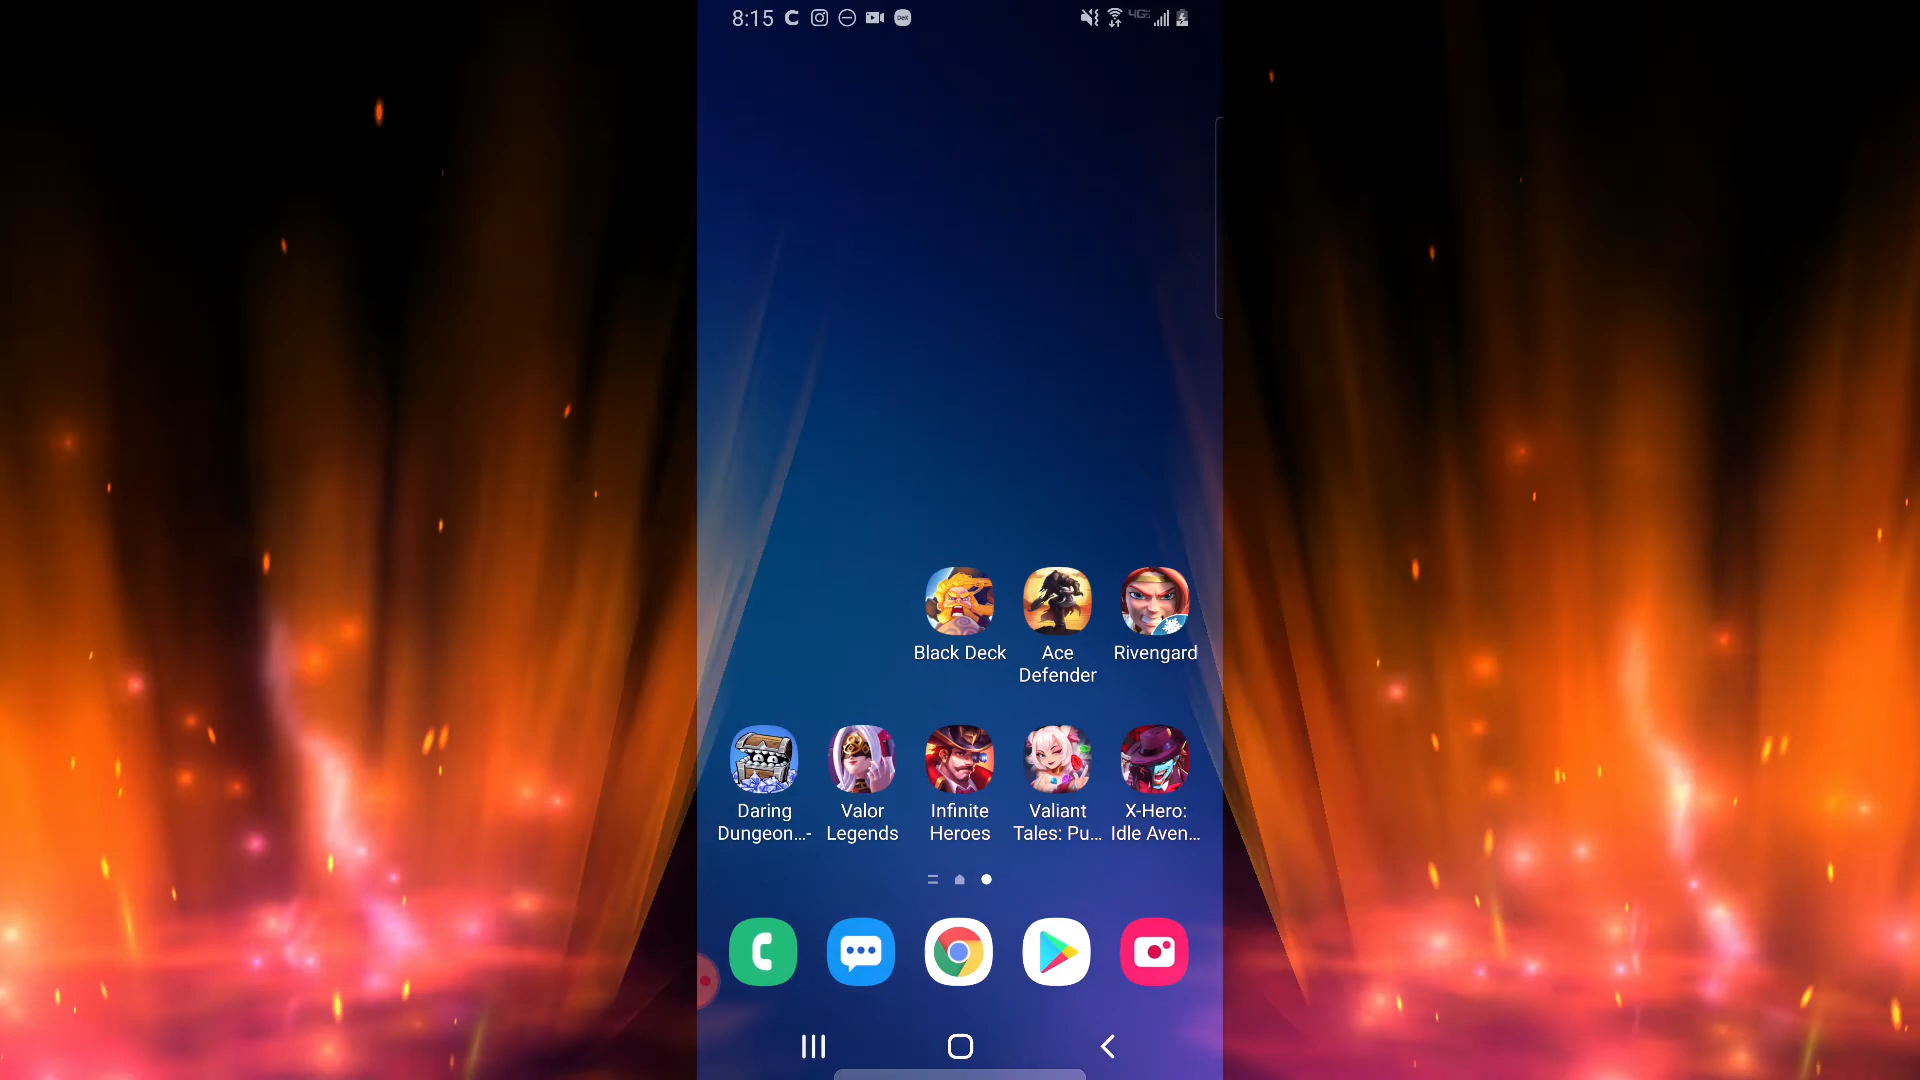 8:15
4G
Black Deck
Ace
Defender
Rivengard
Daring
Dungeon...-
Valor
Legends
Infinite
Heroes
Valiant
Tales: Pu...
X-Hero:
Idle Aven...